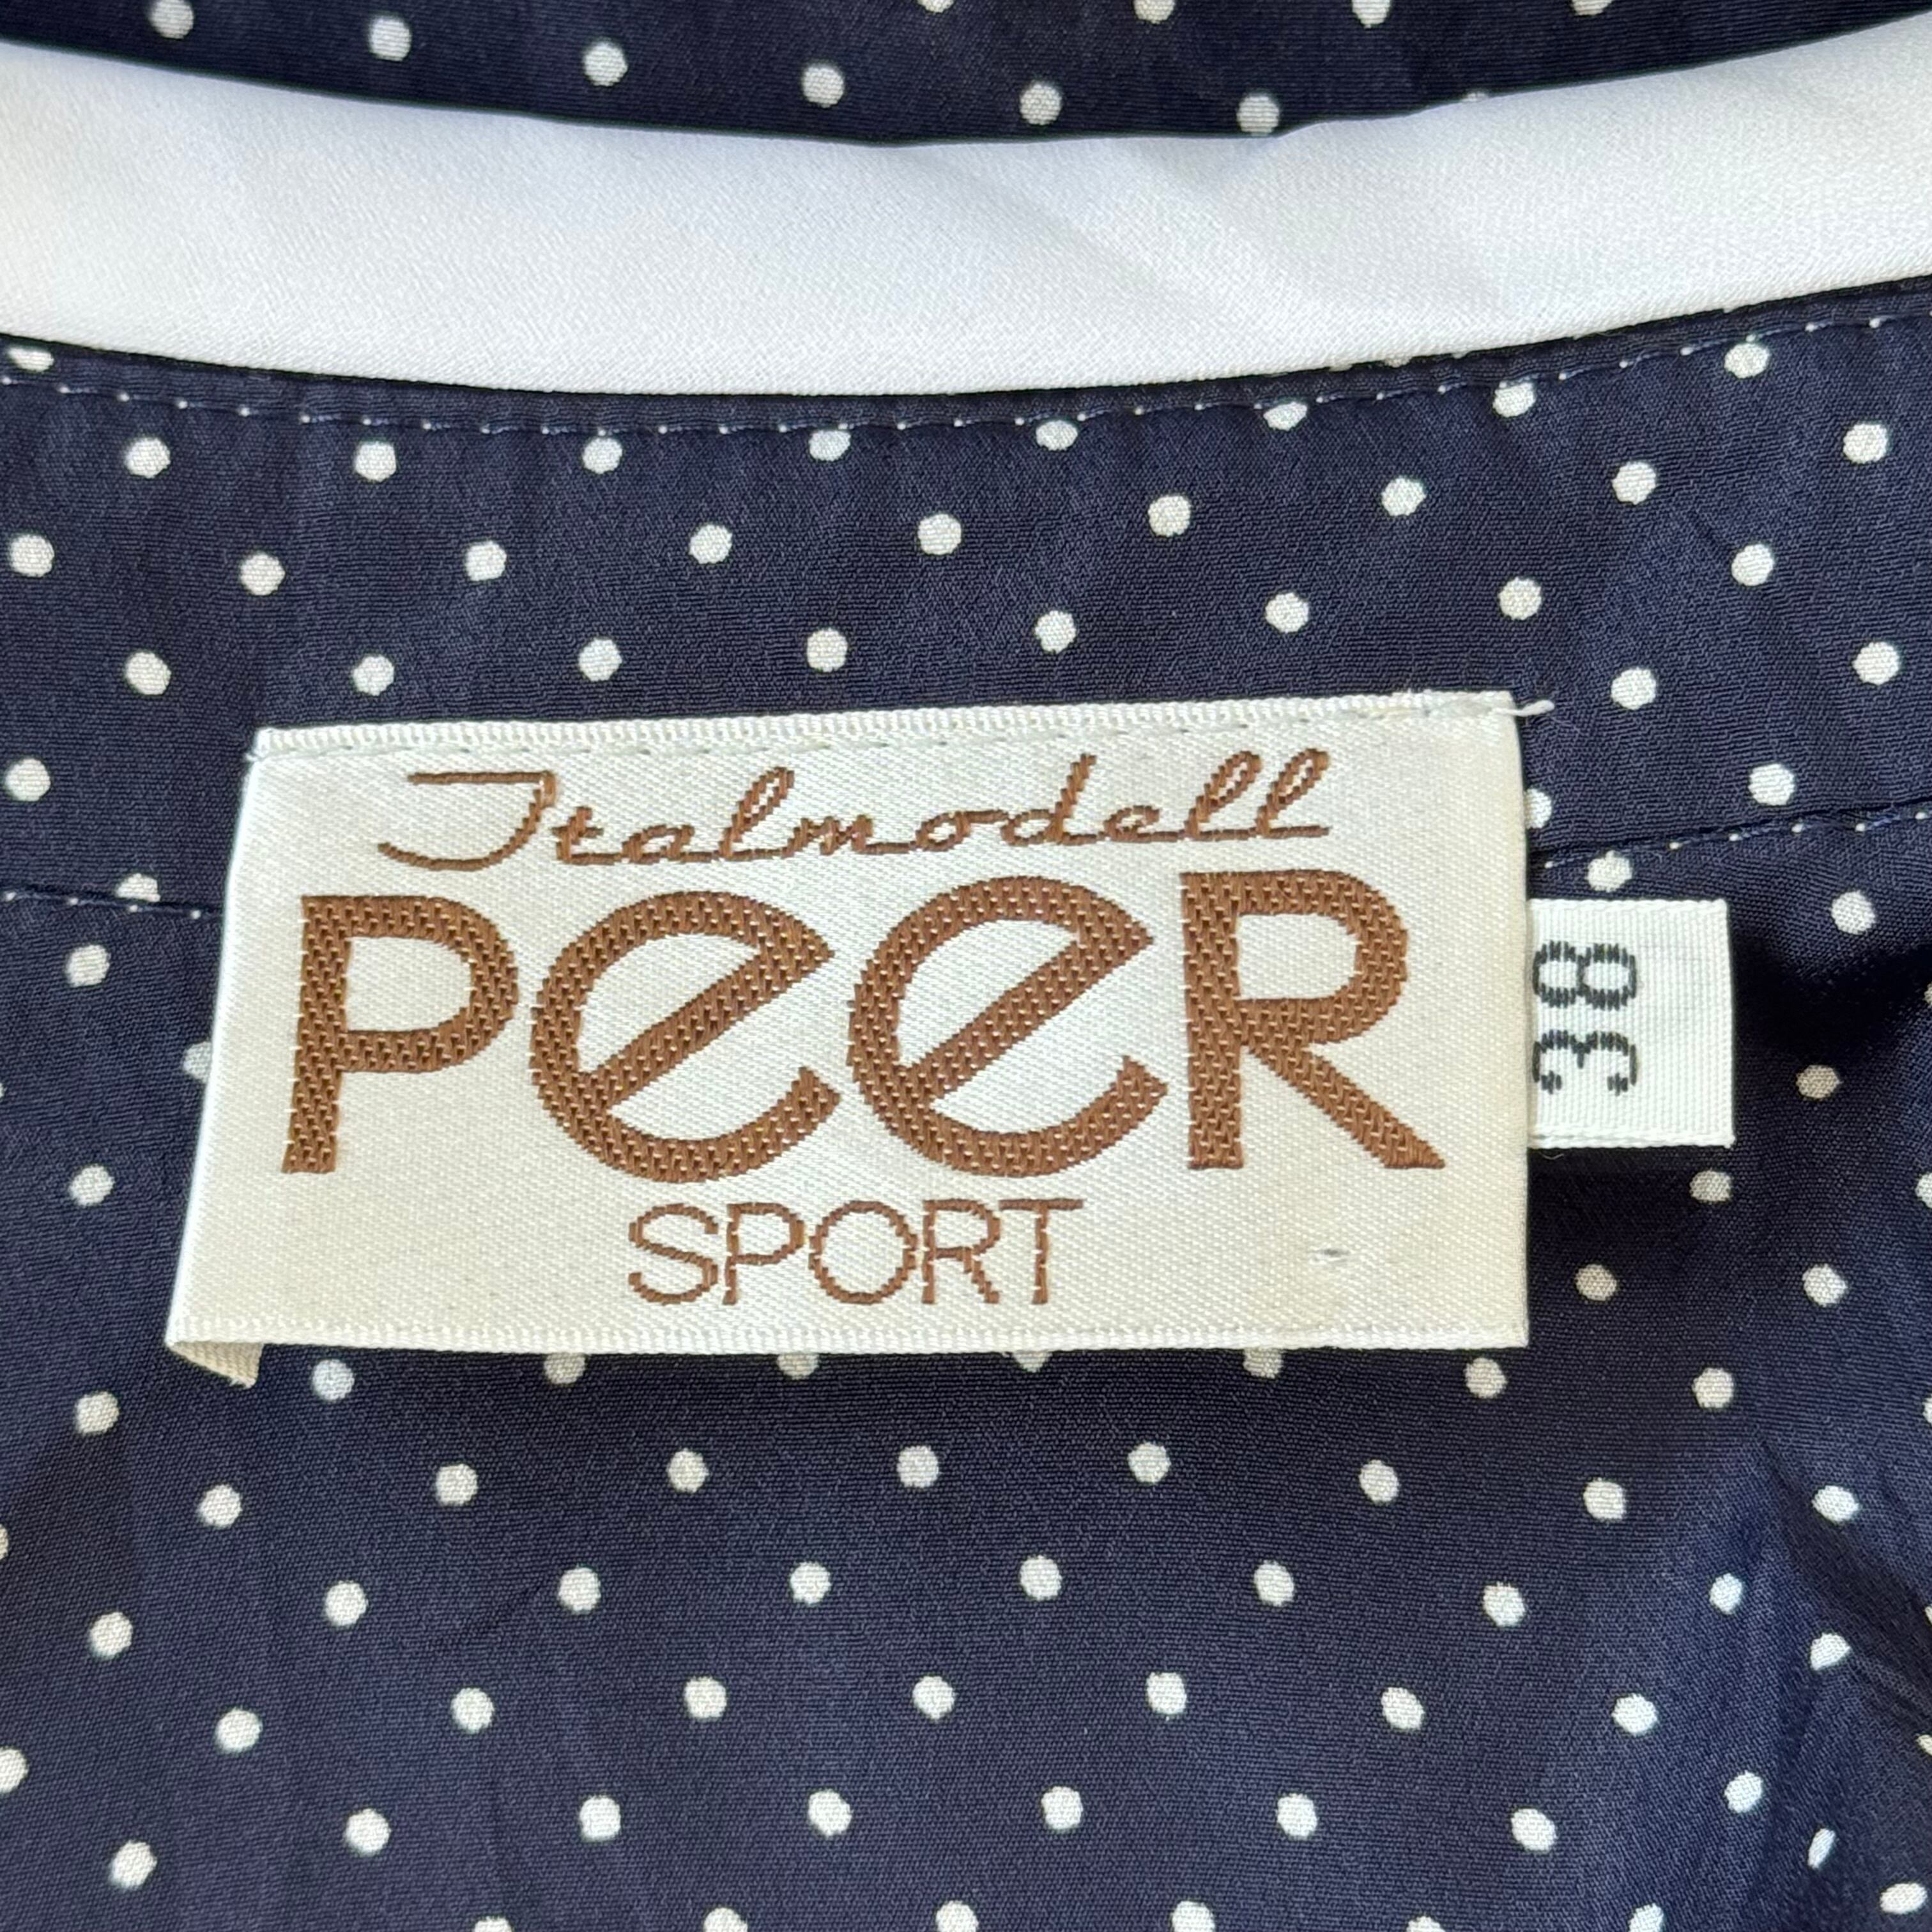 Italmodell
PeeR
SPORT
38